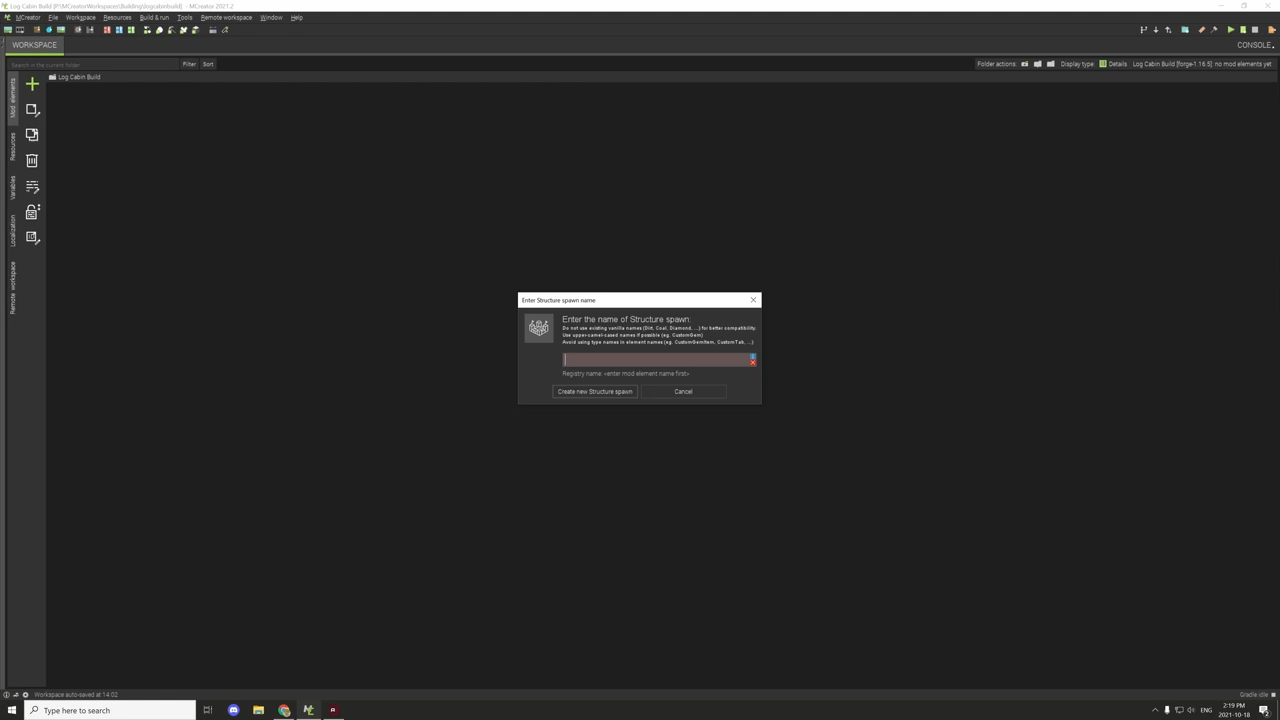 Log Cabin Build [P:\MCreatorWorkspaces\Building\logcabinbuild] - MCreator 2021.2
MCreator File Workspace Resources Build & run Tools Remote workspace Window Help
WORKSPACE
CONSOLE
Search in the current folder
Filter Sort
Folder actions: Display type: Details Log Cabin Build [forge-1.16.5]: no mod elements yet
Log Cabin Build
Mod elements
Resources
Variables
Localization
Remote workspace
Enter Structure spawn name
Enter the name of Structure spawn:
Do not use existing vanilla names (Dirt, Coal, Diamond, ...) for better compatibility.
Use upper-camel-cased names if possible (eg. CustomGem)
Avoid using type names in element names (eg. CustomGemItem, CustomTab, ...)
Registry name: <enter mod element name first>
Create new Structure spawn Cancel
Workspace auto-saved at 14:02
Gradle idle
Type here to search
ENG
2:19 PM
2021-10-18
2